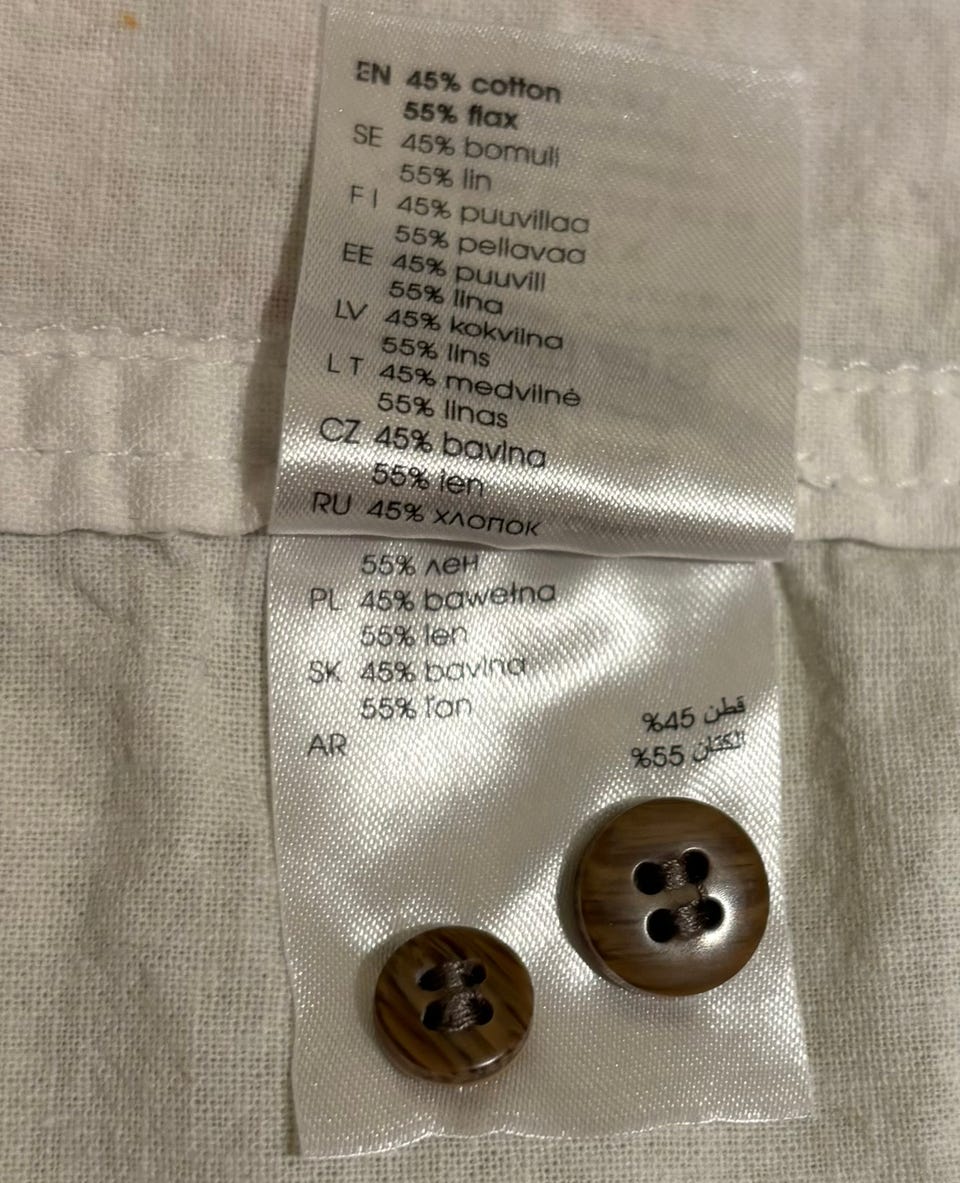 EN 45% cotton
55% flax
SE 45% bomull
55% lin
FI 45% puuvillaa
55% pellavaa
EE 45% puuvill
55% lina
LV 45% kokvilna
55% lins
LT 45% medvilnė
55% linas
CZ 45% bavlna
55% len
RU 45% хлопок
55% лен
PL 45% bawełna
55% len
SK 45% bavlna
55% ľan
AR
%45 قطن
%55 الكتان